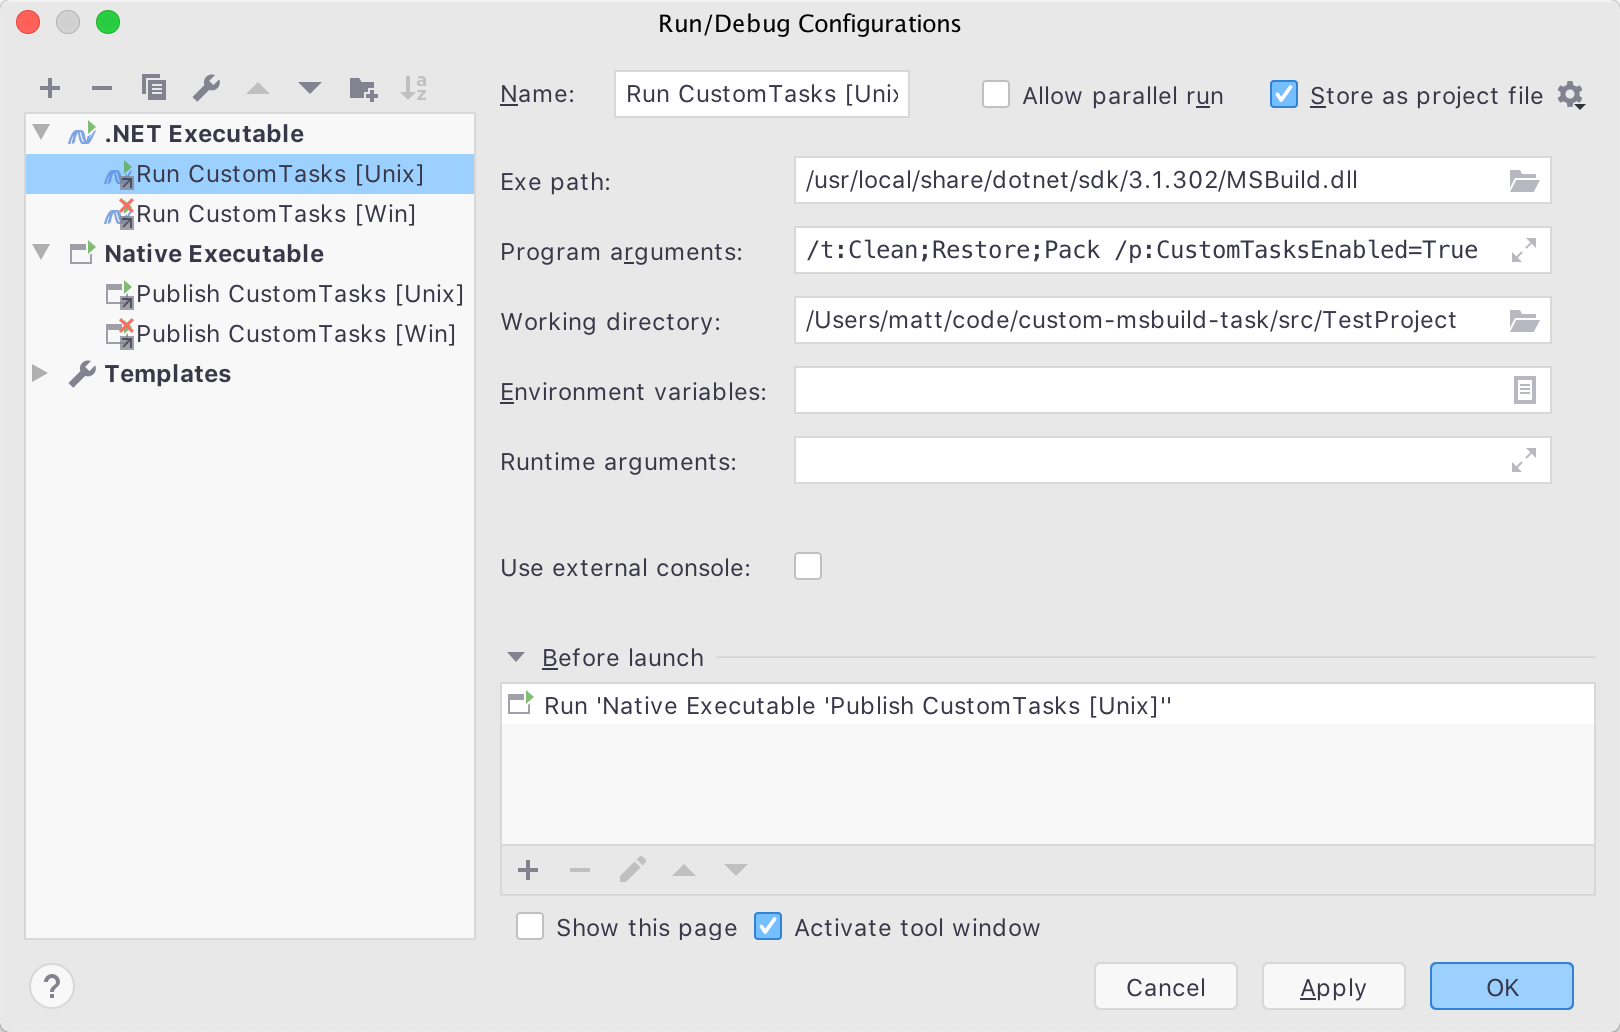 Run/Debug Configurations
Name: Run CustomTasks [Unix
Allow parallel run
Store as project file
.NET Executable
Run CustomTasks [Unix]
Run CustomTasks [Win]
Native Executable
Publish CustomTasks [Unix]
Publish CustomTasks [Win]
Templates
Exe path: /usr/local/share/dotnet/sdk/3.1.302/MSBuild.dll
Program arguments: /t:Clean;Restore;Pack /p:CustomTasksEnabled=True
Working directory: /Users/matt/code/custom-msbuild-task/src/TestProject
Environment variables:
Runtime arguments:
Use external console:
Before launch
Run 'Native Executable 'Publish CustomTasks [Unix]''
Show this page
Activate tool window
?
Cancel
Apply
OK